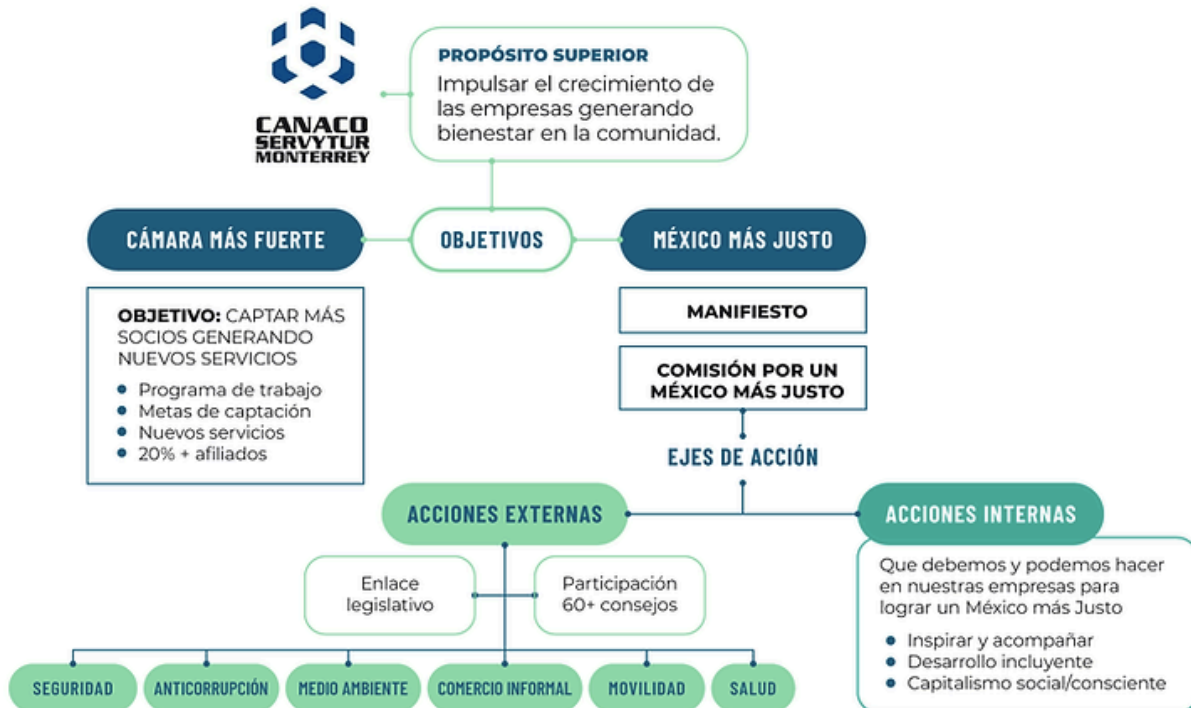 CANACO
SERVYTUR
MONTERREY
PROPÓSITO SUPERIOR
Impulsar el crecimiento de
las empresas generando
bienestar en la comunidad.
CÁMARA MÁS FUERTE
OBJETIVOS
MÉXICO MÁS JUSTO
OBJETIVO: CAPTAR MÁS
SOCIOS GENERANDO
NUEVOS SERVICIOS
Programa de trabajo
Metas de captación
Nuevos servicios
20% + afiliados
MANIFIESTO
COMISIÓN POR UN
MÉXICO MÁS JUSTO
EJES DE ACCIÓN
ACCIONES EXTERNAS
ACCIONES INTERNAS
Enlace
legislativo
Participación
60+ consejos
Que debemos y podemos hacer
en nuestras empresas para
lograr un México más Justo
Inspirar y acompañar
Desarrollo incluyente
Capitalismo social/consciente
SEGURIDAD
ANTICORRUPCIÓN
MEDIO AMBIENTE
COMERCIO INFORMAL
MOVILIDAD
SALUD